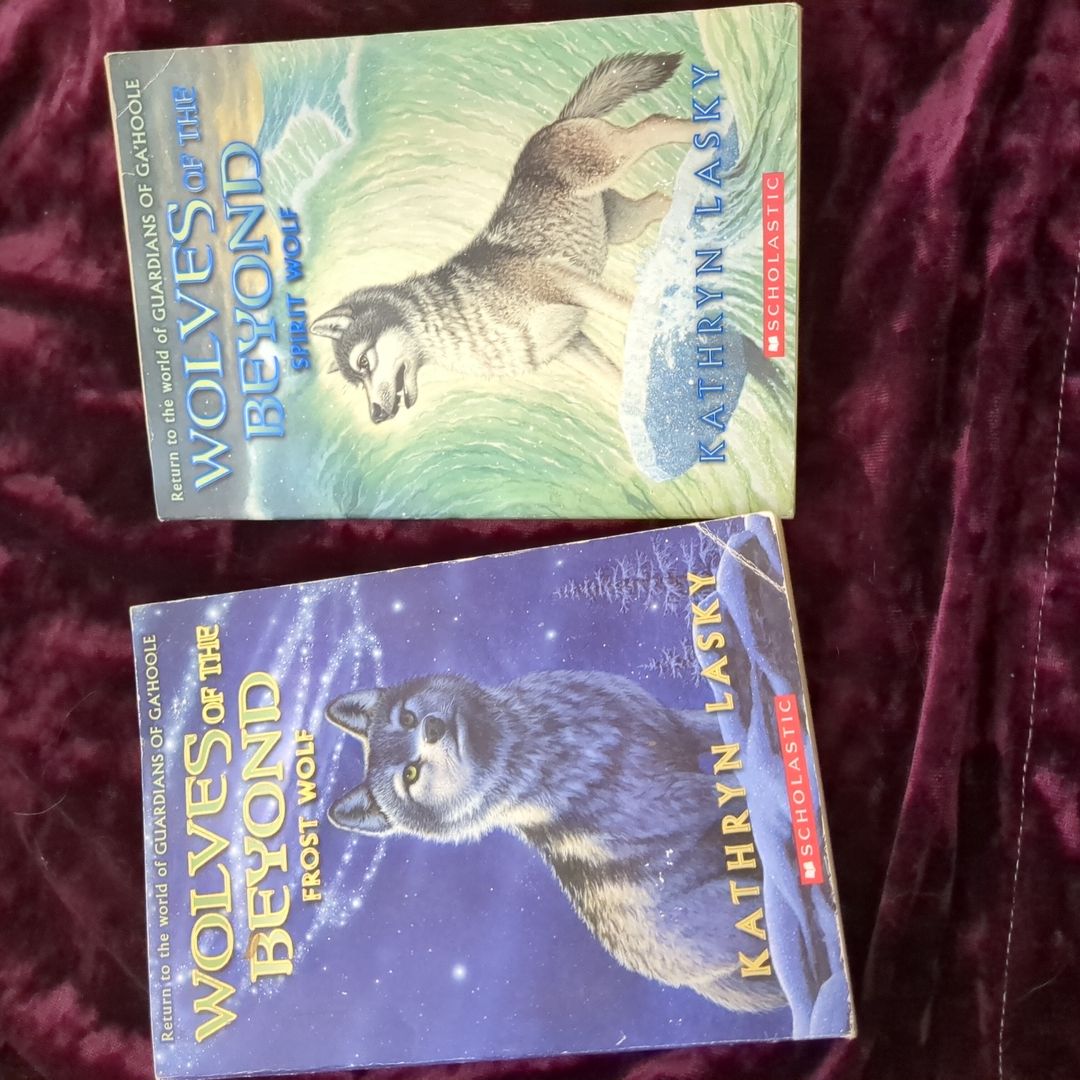 Return to the world of GUARDIANS OF GA'HOOLE
WOLVES OF THE
BEYOND
SPIRIT WOLF
KATHRYN LASKY
SCHOLASTIC
Return to the world of GUARDIANS OF GA'HOOLE
WOLVES OF THE
BEYOND
FROST WOLF
KATHRYN LASKY
SCHOLASTIC